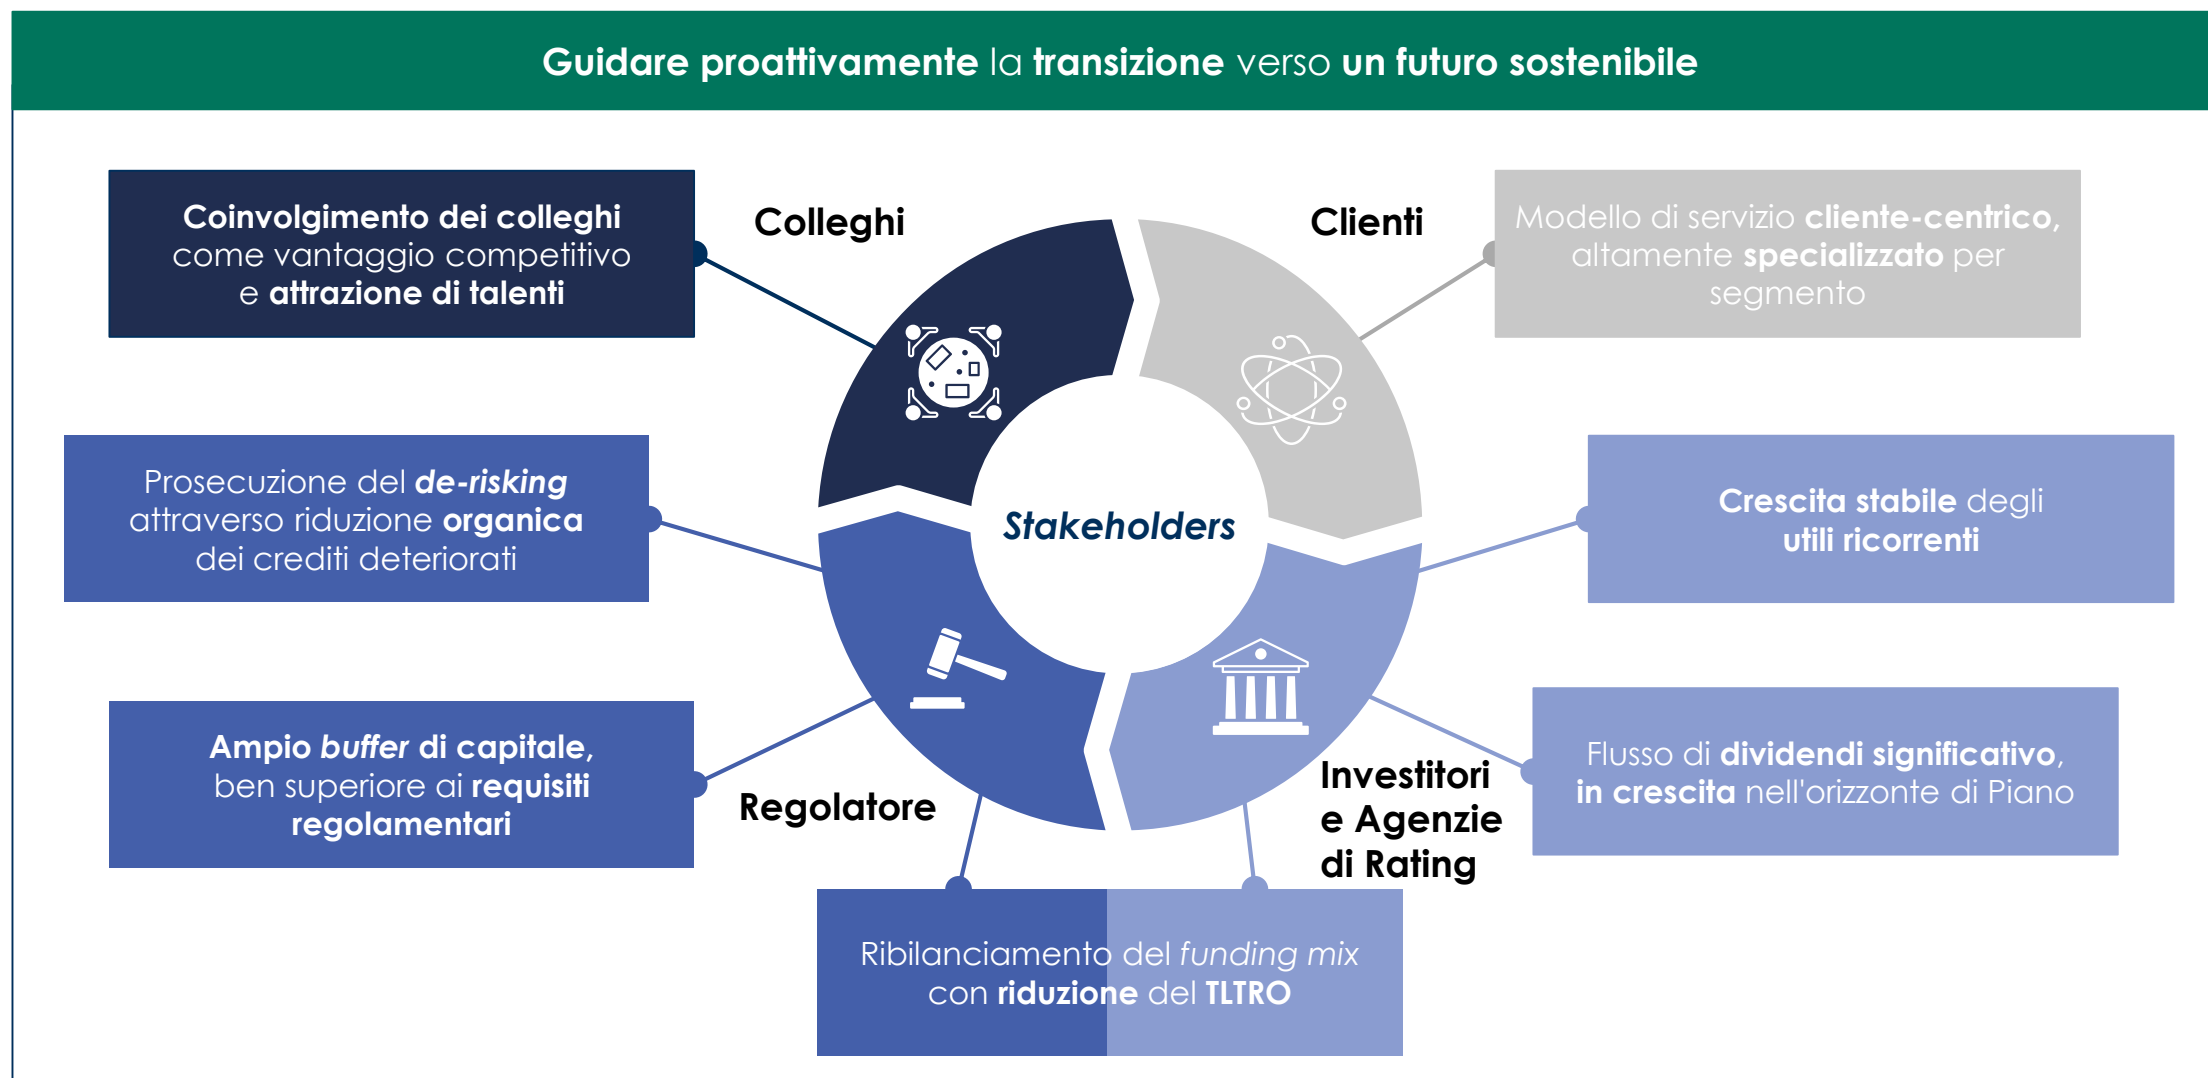 Guidare proattivamente la transizione verso un futuro sostenibile
Colleghi
Coinvolgimento dei colleghi
come vantaggio competitivo
e attrazione di talenti
Clienti
Modello di servizio cliente-centrico,
altamente specializzato per
segmento
Stakeholders
Prosecuzione del de-risking
attraverso riduzione organica
dei crediti deteriorati
Crescita stabile degli
utili ricorrenti
Ampio buffer di capitale,
ben superiore ai requisiti
regolamentari
Regolatore
Investitori
e Agenzie
di Rating
Flusso di dividendi significativo,
in crescita nell'orizzonte di Piano
Ribilanciamento del funding mix
con riduzione del TLTRO